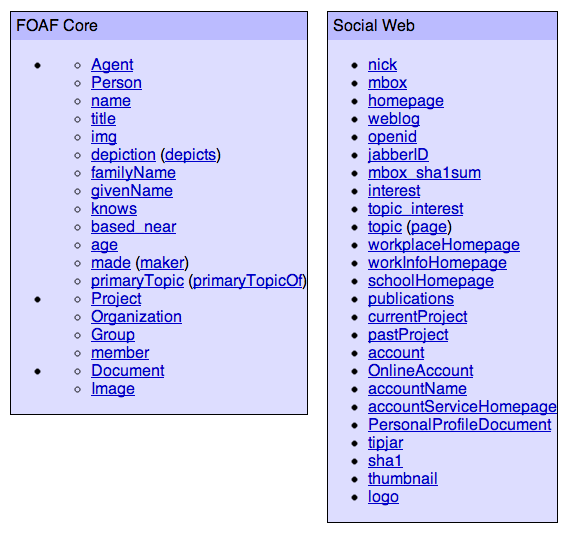 FOAF Core
Agent
Person
name
title
img
depiction (depicts)
familyName
givenName
knows
based_near
age
made (maker)
primaryTopic (primaryTopicOf)
Project
Organization
Group
member
Document
Image
Social Web
nick
mbox
homepage
weblog
openid
jabberID
mbox_sha1sum
interest
topic_interest
topic (page)
workplaceHomepage
workInfoHomepage
schoolHomepage
publications
currentProject
pastProject
account
OnlineAccount
accountName
accountServiceHomepage
PersonalProfileDocument
tipjar
sha1
thumbnail
logo